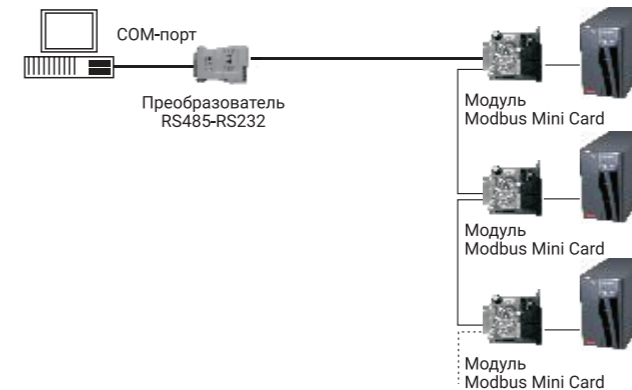 COM-порт
Преобразователь
RS485-RS232
Модуль
Modbus Mini Card
Модуль
Modbus Mini Card
Модуль
Modbus Mini Card